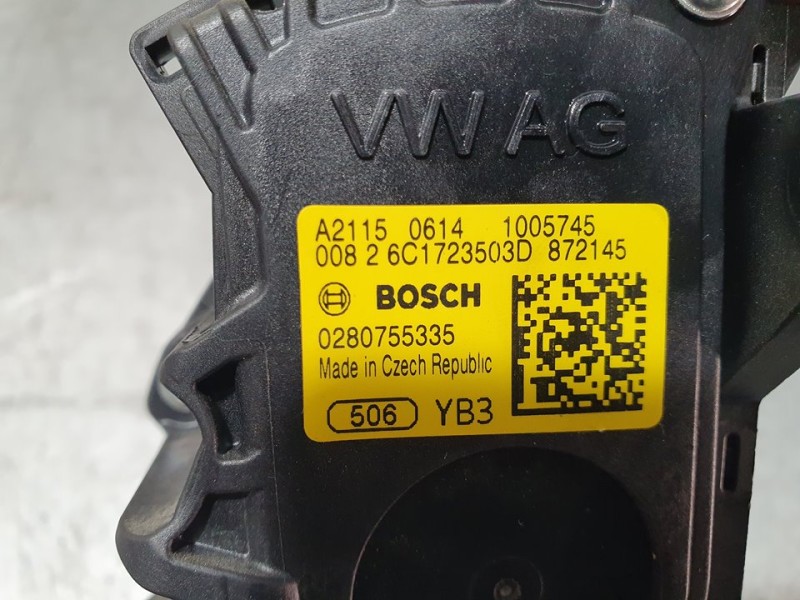 VW AG
A2115 0614 1005745
008 2 6C1723503D 872145
BOSCH
0280755335
Made in Czech Republic
506 YB3